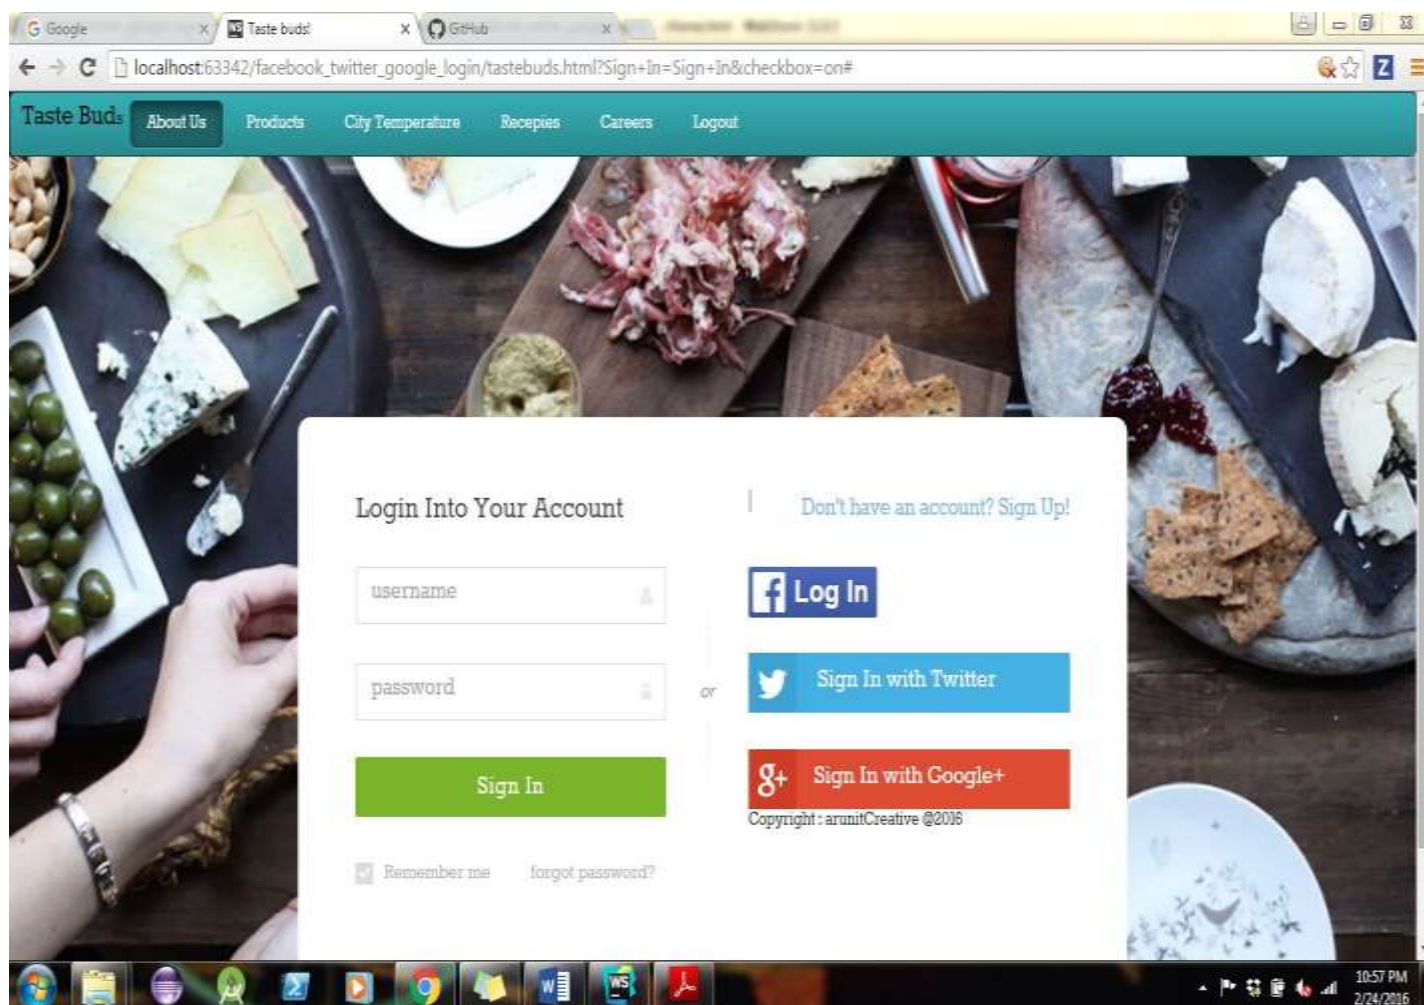 Google
Taste buds!
GitHub
localhost:63342/facebook_twitter_google_login/tastebuds.html?Sign+In=Sign+In&checkbox=on#
Z
Taste Buds About Us Products City Temperature Recepies Careers Logout
Login Into Your Account
Don't have an account? Sign Up!
username
f Log In
password
or
Sign In with Twitter
Sign In
g+ Sign In with Google+
Copyright : arunitCreative @2016
Remember me forgot password?
W
WS
10:57 PM
2/24/2016